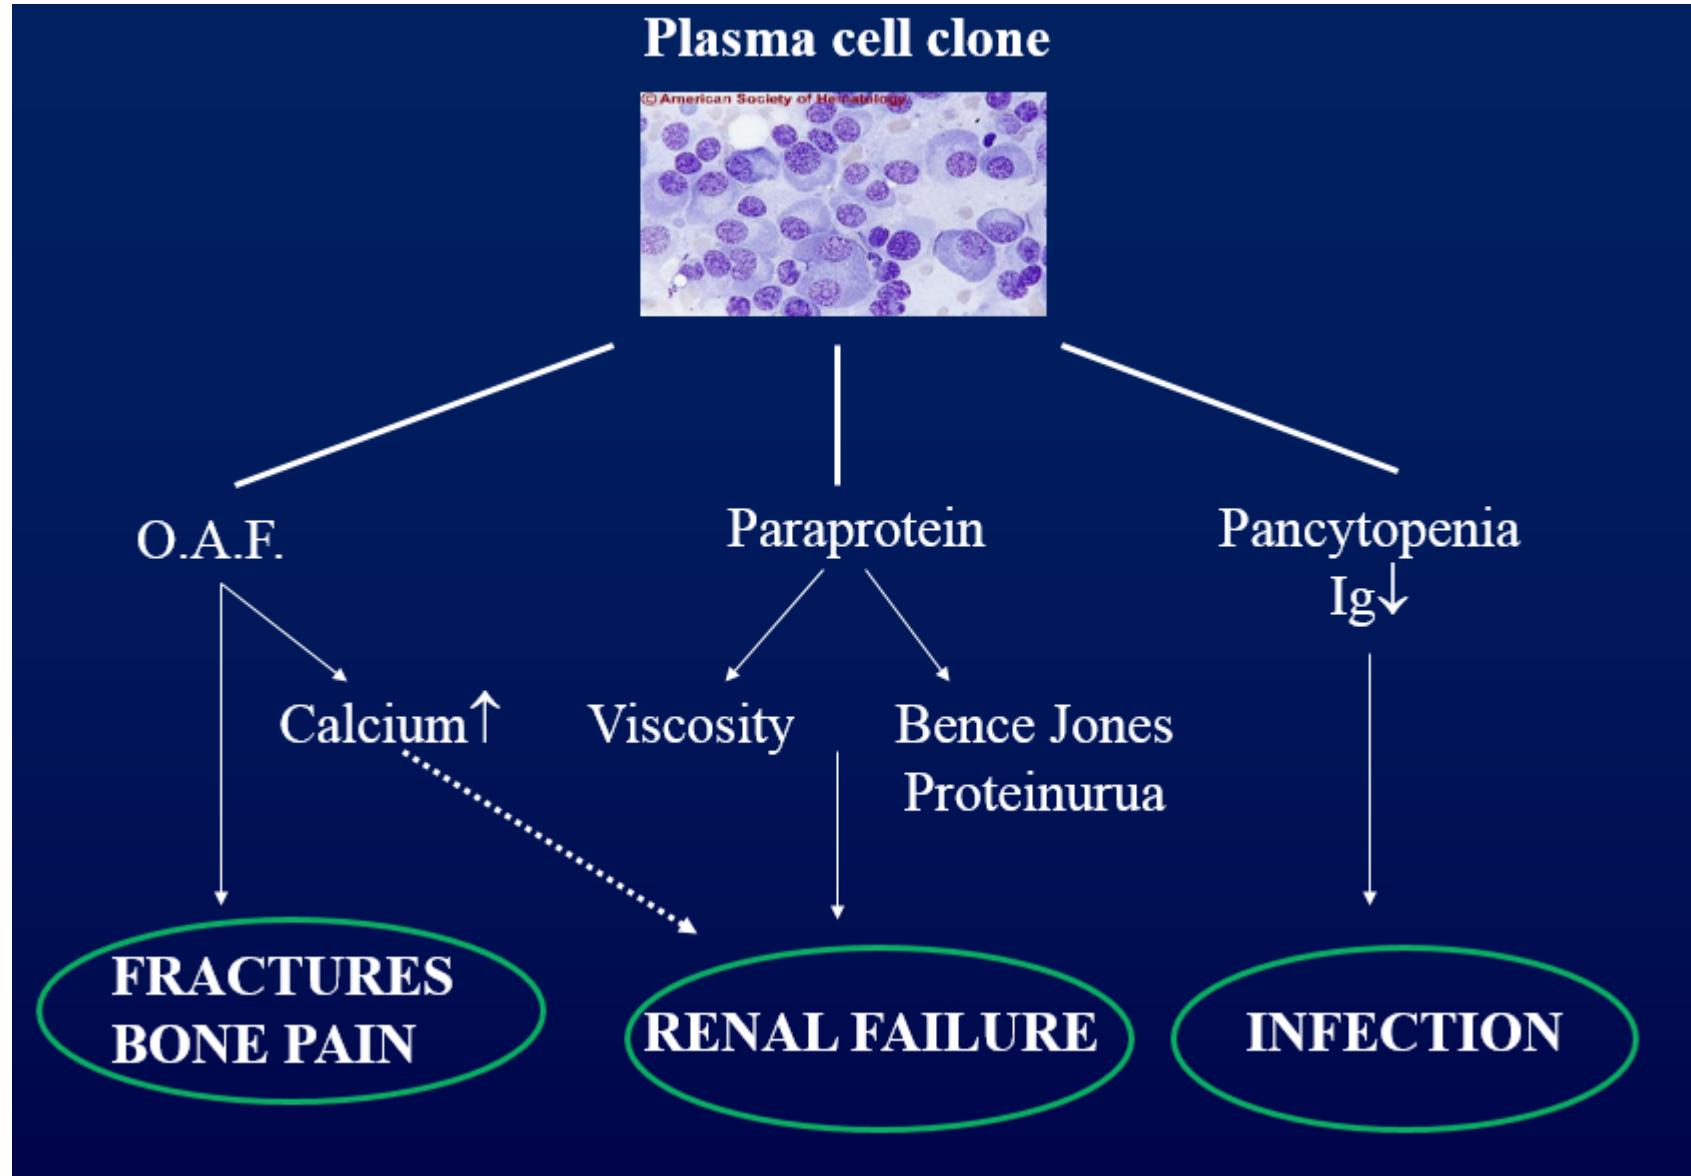 Plasma cell clone
© American Society of Hematology
O.A.F.
Paraprotein
Pancytopenia
Ig↓
Calcium↑
Viscosity
Bence Jones
Proteinurua
FRACTURES
BONE PAIN
RENAL FAILURE
INFECTION